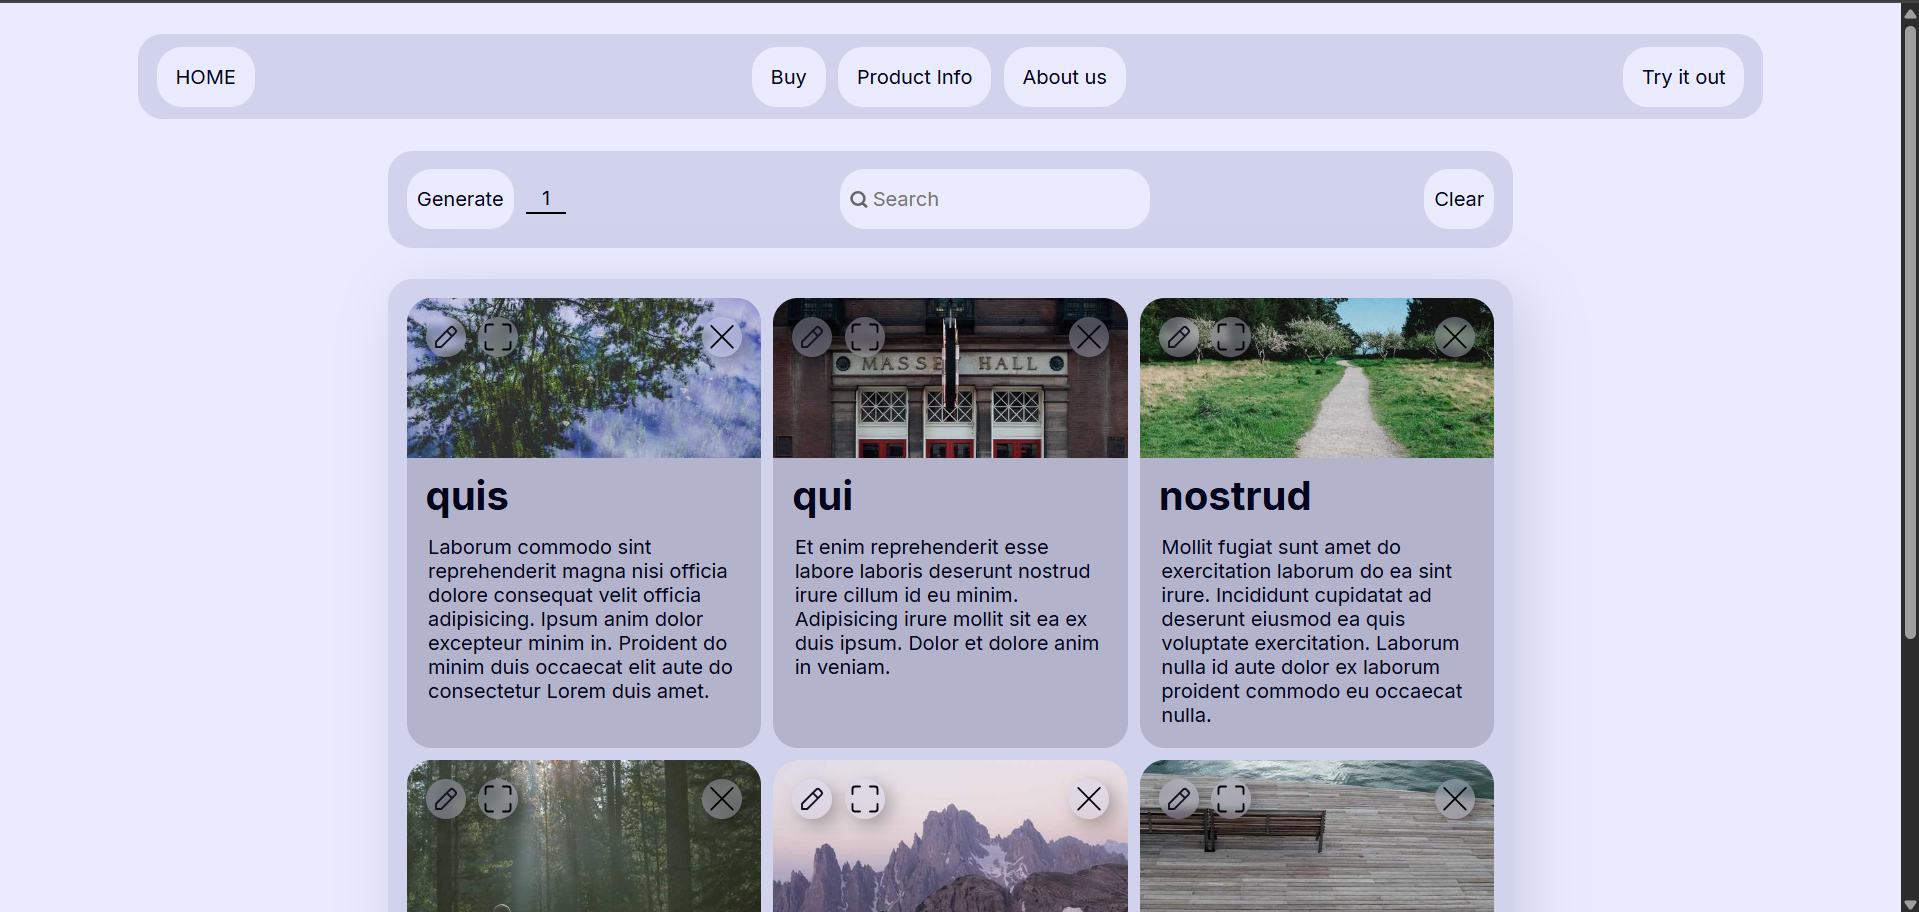 HOME
Buy
Product Info
About us
Try it out
Generate
1
Search
Clear
MASSE HALL
quis
Laborum commodo sint
reprehenderit magna nisi officia
dolore consequat velit officia
adipisicing. Ipsum anim dolor
excepteur minim in. Proident do
minim duis occaecat elit aute do
consectetur Lorem duis amet.
qui
Et enim reprehenderit esse
labore laboris deserunt nostrud
irure cillum id eu minim.
Adipisicing irure mollit sit ea ex
duis ipsum. Dolor et dolore anim
in veniam.
nostrud
Mollit fugiat sunt amet do
exercitation laborum do ea sint
irure. Incididunt cupidatat ad
deserunt eiusmod ea quis
voluptate exercitation. Laborum
nulla id aute dolor ex laborum
proident commodo eu occaecat
nulla.